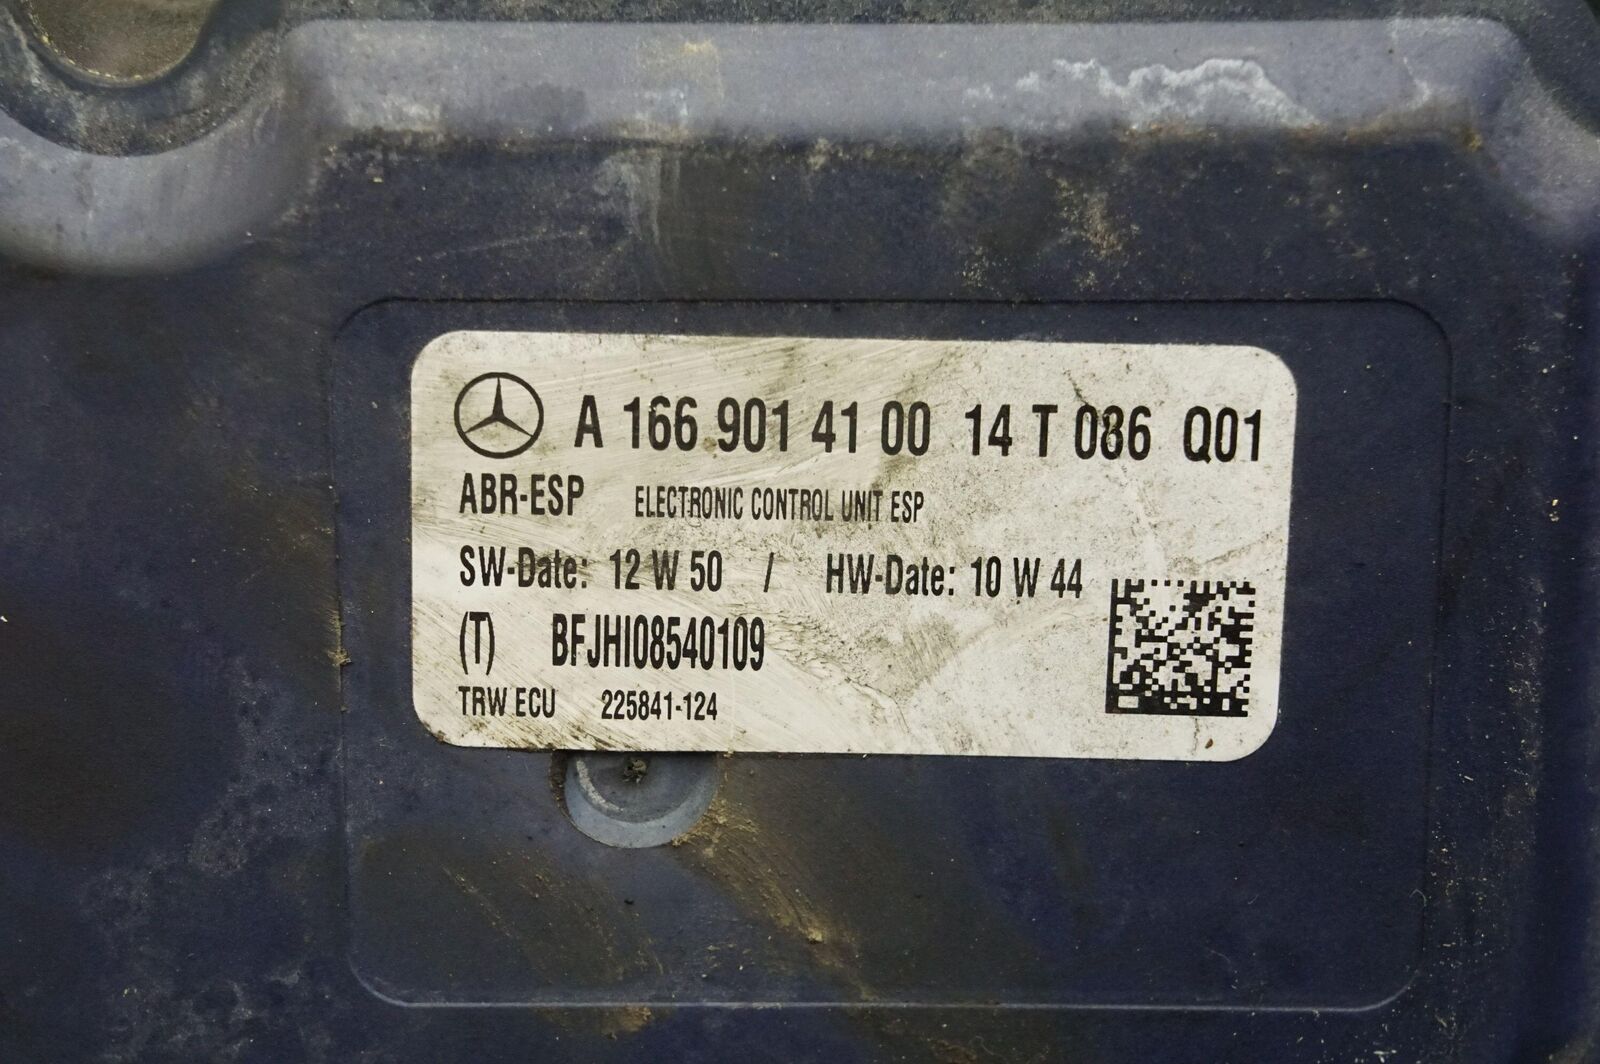 A 166 901 41 00 14 T 086 Q01
ABR-ESP ELECTRONIC CONTROL UNIT ESP
SW-Date: 12 W 50 / HW-Date: 10 W 44
(T) BFJHI08540109
TRW ECU 225841-124